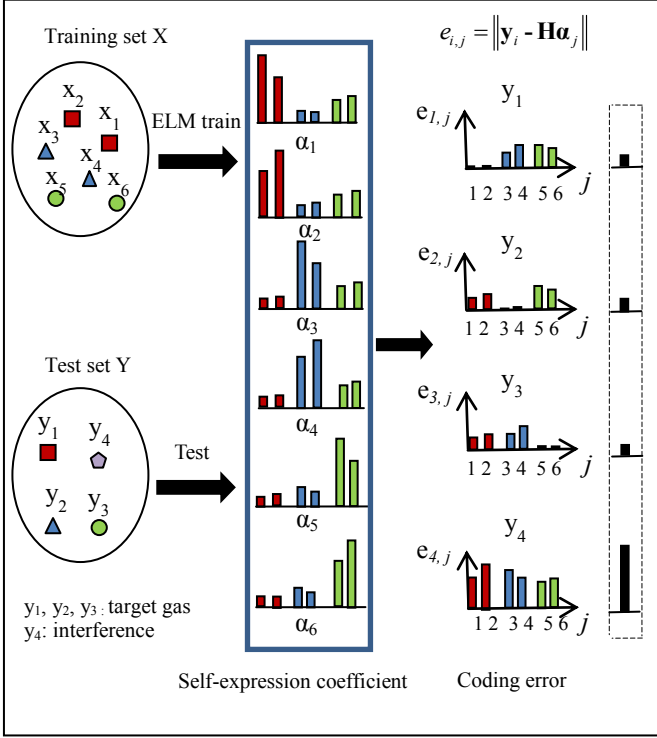 Training set X
x₂
x₃
x₁
x₄
x₅
x₆
ELM train
Test set Y
y₁
y₄
y₂
y₃
Test
y₁, y₂, y₃ : target gas
y₄: interference
α₁
α₂
α₃
α₄
α₅
α₆
Self-expression coefficient
eᵢ,ⱼ = ‖yᵢ - Hαⱼ‖
y₁
e₁,ⱼ
1 2 3 4 5 6 j
y₂
e₂,ⱼ
1 2 3 4 5 6 j
y₃
e₃,ⱼ
1 2 3 4 5 6 j
y₄
e₄,ⱼ
1 2 3 4 5 6 j
Coding error